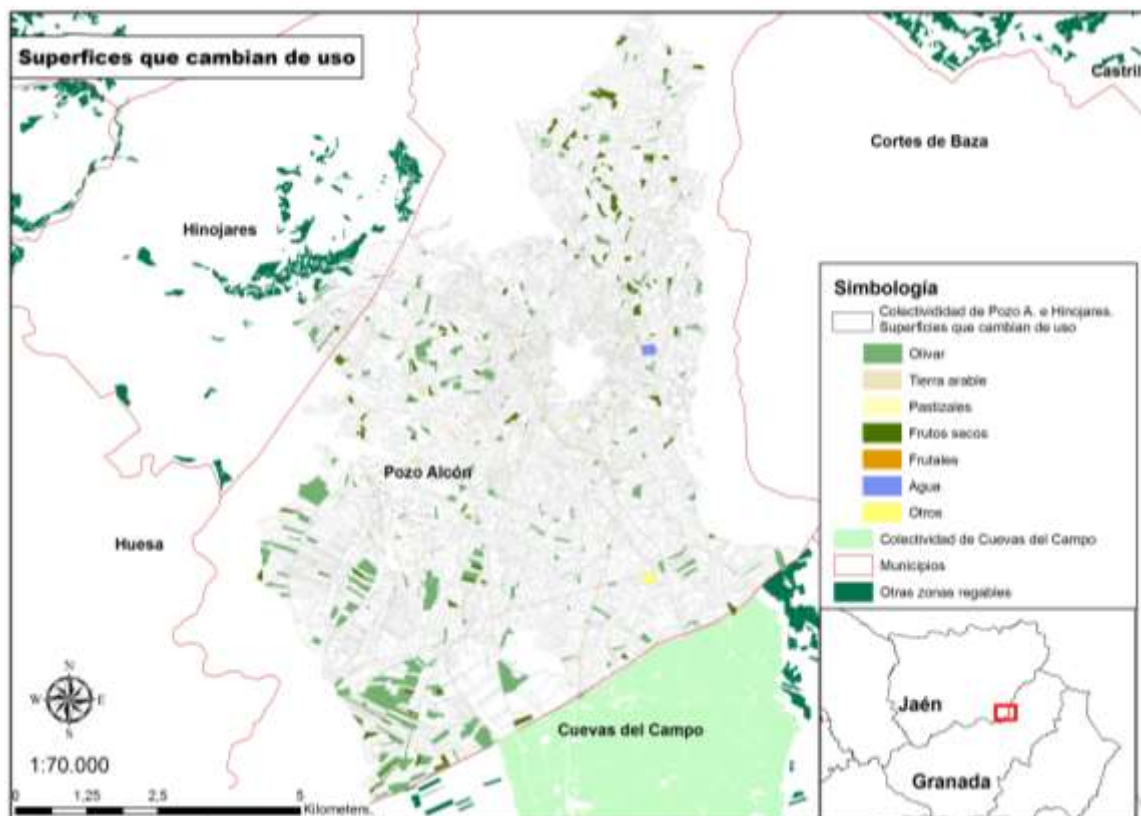 Superfices que cambian de uso
Castril
Cortes de Baza
Hinojares
Simbología
Colectivididad de Pozo A. e Hinojares.
Superficies que cambian de uso
Olivar
Tierra arable
Pastizales
Frutos secos
Frutales
Agua
Otros
Colectividad de Cuevas del Campo
Municipios
Otras zonas regables
Pozo Alcón
Huesa
Cuevas del Campo
N
W
E
S
1:70.000
0 1,25 2,5 5
Kilometers
Jaén
Granada